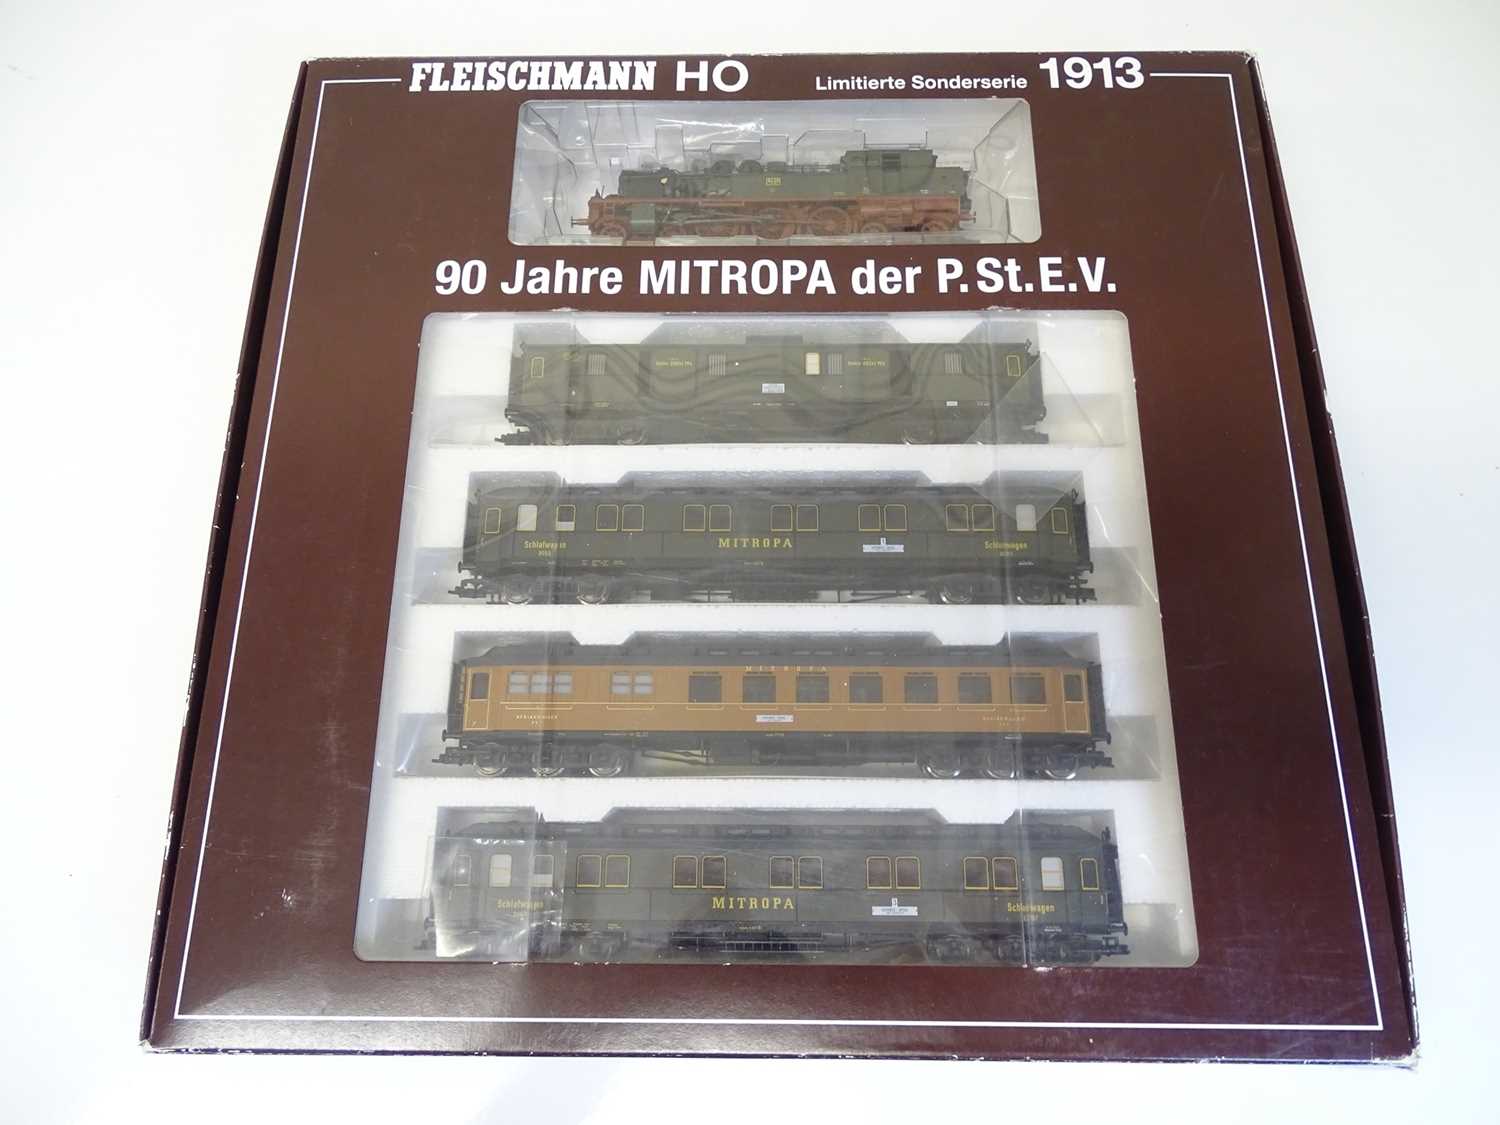 FLEISCHMANN HO Limitierte Sonderserie 1913
90 Jahre MITROPA der P.St.E.V.
Schlafwagen MITROPA Schlafwagen
MITROPA
Schlafwagen MITROPA Schlafwagen